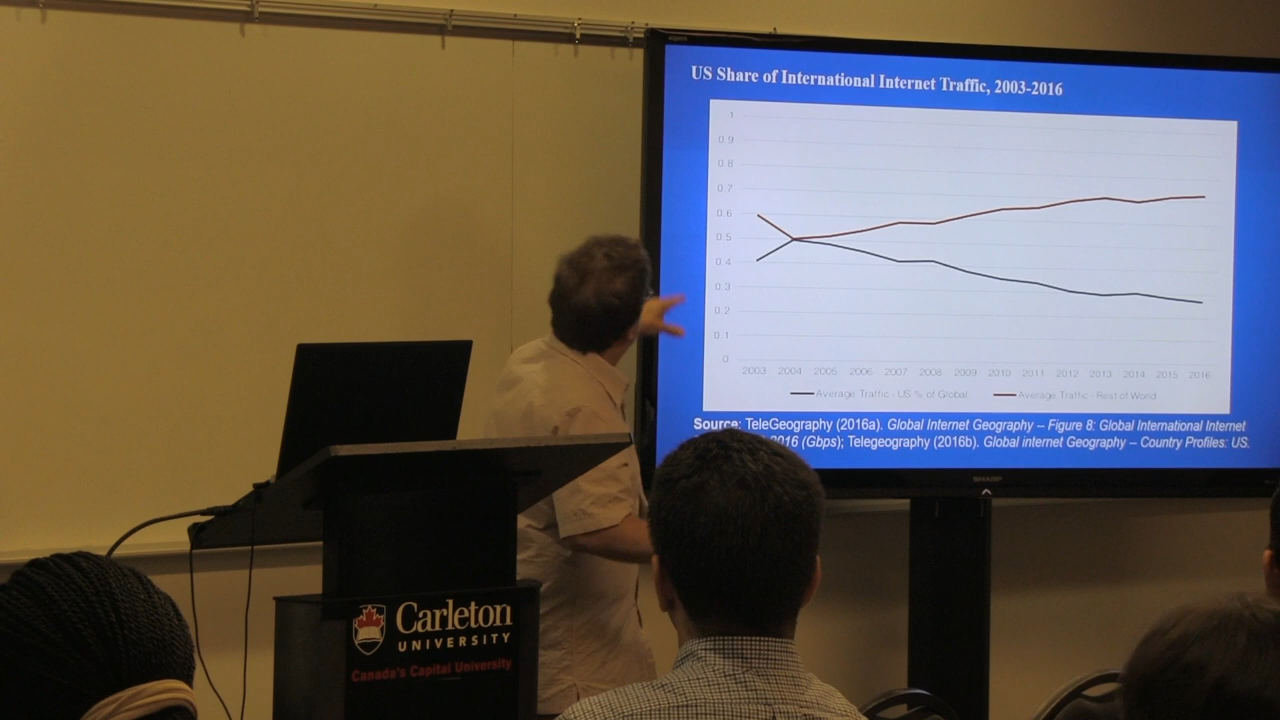 US Share of International Internet Traffic, 2003-2016
1
0.9
0.8
0.7
0.6
0.5
0.4
0.3
0.2
0.1
0
2003 2004 2005 2006 2007 2008 2009 2010 2011 2012 2013 2014 2015 2016
Average Traffic - US % of Global Average Traffic - Rest of World
Source: TeleGeography (2016a). Global Internet Geography – Figure 8: Global International Internet
2016 (Gbps); Telegeography (2016b). Global internet Geography – Country Profiles: US.
SHARP
Carleton
UNIVERSITY
Canada's Capital University